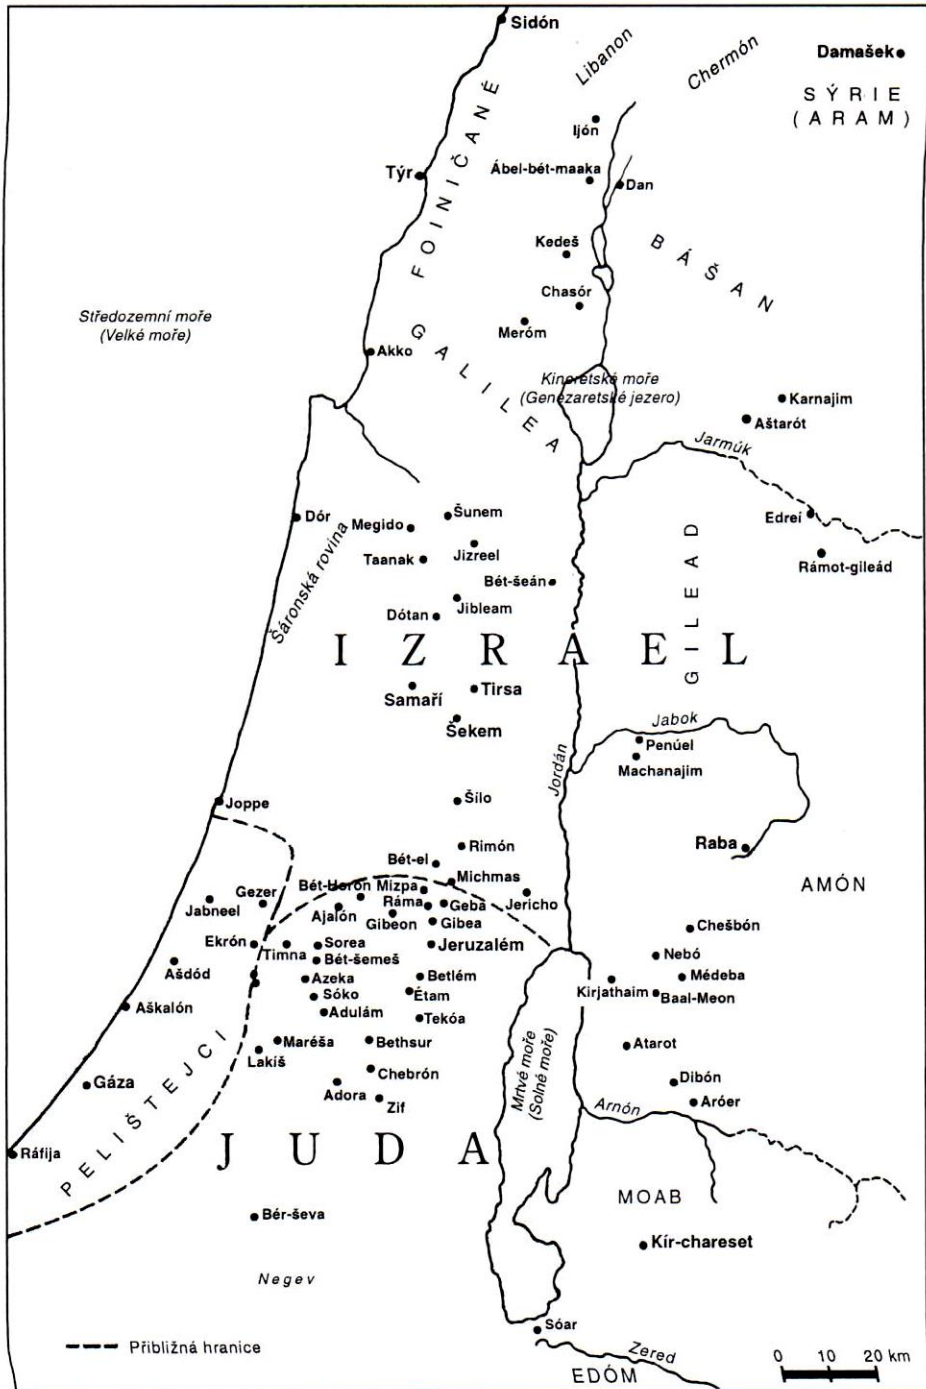 Sidón
Libanon
Chermón
Damašek
SÝRIE
(ARAM)
Ijón
FOINIČANÉ
Týr
Ábel-bét-maaka
Dan
Kedeš
BÁŠAN
Chasór
Středozemní moře
(Velké moře)
Meróm
GALILEA
Akko
Kineretské moře
(Genezaretské jezero)
Karnajim
Aštarót
Jarmúk
Dór
Megido
Šunem
Edreí
Taanak
Jizreel
Rámot-gileád
Šáronská rovina
GILEAD
Bét-šeán
Jibleam
Dótan
IZRAEL
Samaří
Tirsa
Šekem
Jabok
Penúel
Machanajim
Jordán
Joppe
Šílo
Rimón
Raba
Bét-el
Michmas
AMÓN
Bét-Horón
Mizpa
Gezer
Jabneel
Ráma
Geba
Jericho
Ajalón
Gibeon
Gibea
Chešbón
Ekrón
Timna
Sorea
Jeruzalém
Nebó
Bét-šemeš
Ašdód
Azeka
Betlém
Médeba
Kirjathaim
Sóko
Étam
Baal-Meon
Aškalón
Adulám
Tekóa
Maréša
Bethsur
Atarot
Lakíš
Mrtvé moře
(Solné moře)
Gáza
Chebrón
Dibón
Adora
Zif
Arnón
Aróer
PELIŠTEJCI
JUDA
Ráfija
MOAB
Bér-ševa
Kír-chareset
Negev
Sóar
Přibližná hranice
Zered
EDÓM
0 10 20 km